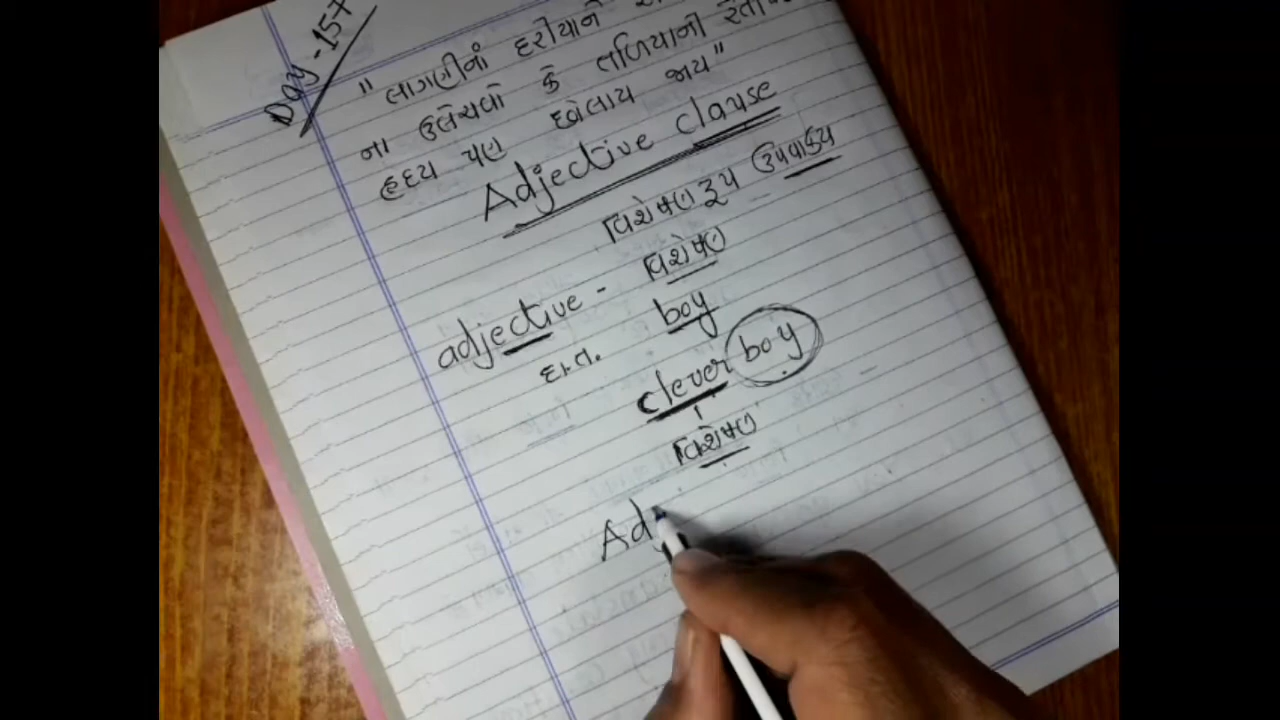 Day-157
" લાગણીનાં દરીયાને
ના ઉલેચવો કે તળિયાની રેતી
હૃદય પણ છોલાય જાય"
Adjective clause
વિશેષણ રૂપ ઉપવાક્ય
adjective - વિશેષણ
દા.ત. boy
clever boy
વિશેષણ
Ad